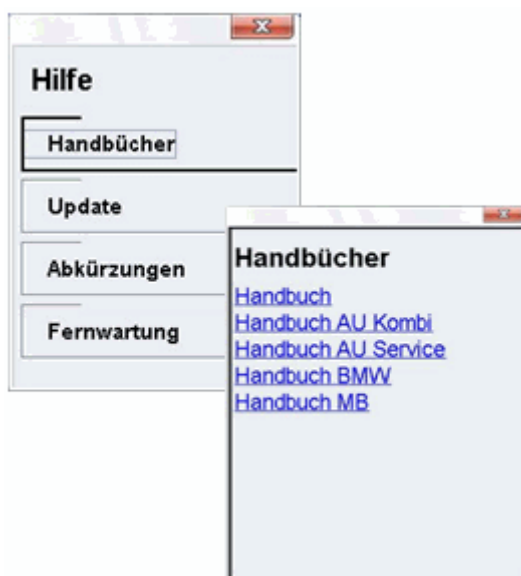 Hilfe
Handbücher
Update
Abkürzungen
Fernwartung
Handbücher
Handbuch
Handbuch AU Kombi
Handbuch AU Service
Handbuch BMW
Handbuch MB